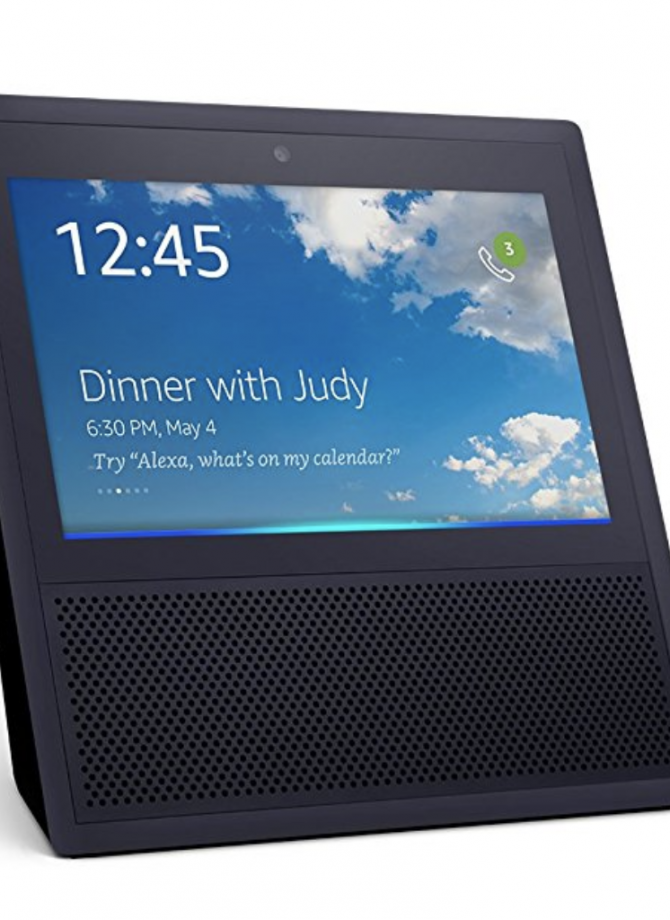 12:45
3
Dinner with Judy
6:30 PM, May 4
Try “Alexa, what's on my calendar?”